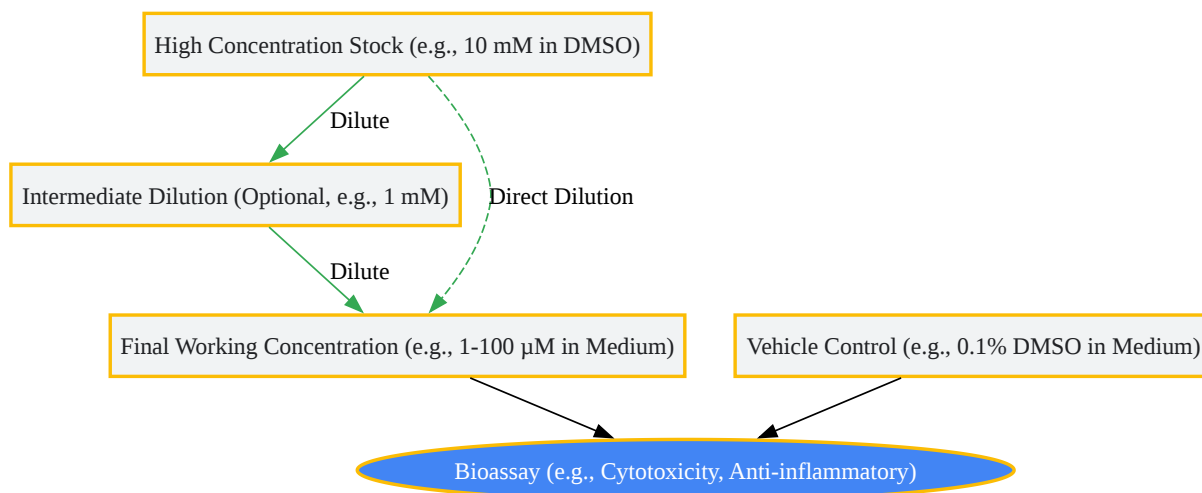 High Concentration Stock (e.g., 10 mM in DMSO)
Dilute
Intermediate Dilution (Optional, e.g., 1 mM)
Direct Dilution
Dilute
Final Working Concentration (e.g., 1-100 µM in Medium)
Vehicle Control (e.g., 0.1% DMSO in Medium)
Bioassay (e.g., Cytotoxicity, Anti-inflammatory)